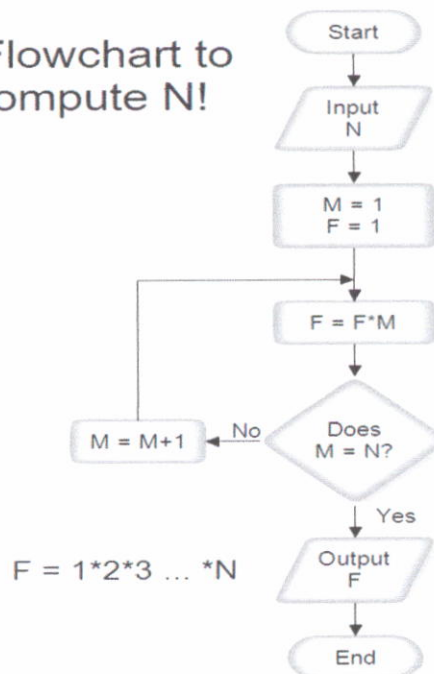 Flowchart to
ompute N!
Start
Input
N
M = 1
F = 1
F = F*M
Does
M = N?
No
M = M+1
Yes
Output
F
F = 1*2*3 ... *N
End